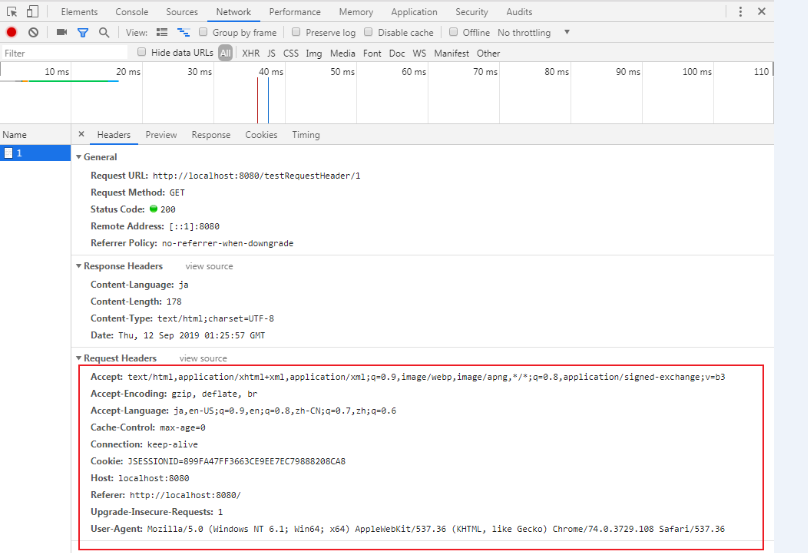 Elements Console Sources Network Performance Memory Application Security Audits
View: Group by frame Preserve log Disable cache Offline No throttling
Filter Hide data URLs All XHR JS CSS Img Media Font Doc WS Manifest Other
10 ms 20 ms 30 ms 40 ms 50 ms 60 ms 70 ms 80 ms 90 ms 100 ms 110
Name Headers Preview Response Cookies Timing
1
General
Request URL: http://localhost:8080/testRequestHeader/1
Request Method: GET
Status Code: 200
Remote Address: [::1]:8080
Referrer Policy: no-referrer-when-downgrade
Response Headers view source
Content-Language: ja
Content-Length: 178
Content-Type: text/html;charset=UTF-8
Date: Thu, 12 Sep 2019 01:25:57 GMT
Request Headers view source
Accept: text/html,application/xhtml+xml,application/xml;q=0.9,image/webp,image/apng,*/*;q=0.8,application/signed-exchange;v=b3
Accept-Encoding: gzip, deflate, br
Accept-Language: ja,en-US;q=0.9,en;q=0.8,zh-CN;q=0.7,zh;q=0.6
Cache-Control: max-age=0
Connection: keep-alive
Cookie: JSESSIONID=899FA47FF3663CE9EE7EC79888208CA8
Host: localhost:8080
Referer: http://localhost:8080/
Upgrade-Insecure-Requests: 1
User-Agent: Mozilla/5.0 (Windows NT 6.1; Win64; x64) AppleWebKit/537.36 (KHTML, like Gecko) Chrome/74.0.3729.108 Safari/537.36